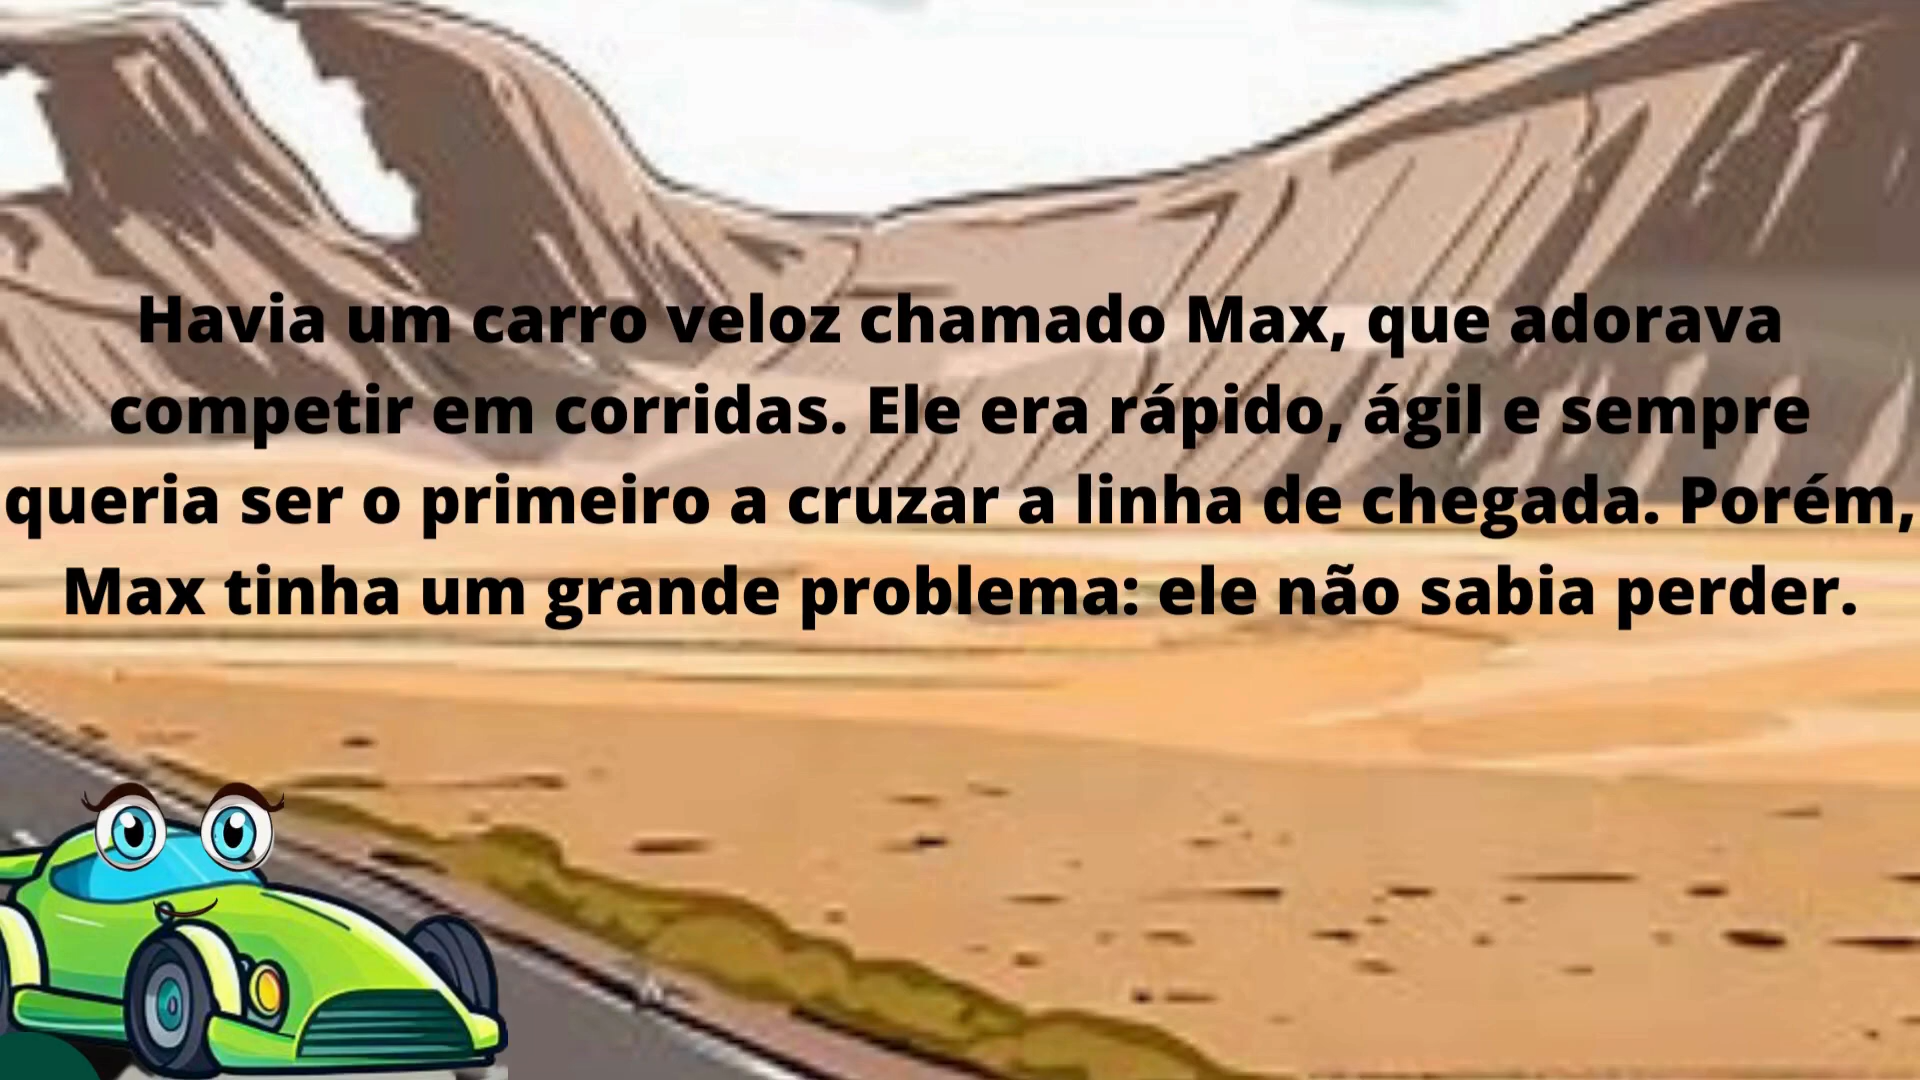 Havia um carro veloz chamado Max, que adorava
competir em corridas. Ele era rápido, ágil e sempre
queria ser o primeiro a cruzar a linha de chegada. Porém,
Max tinha um grande problema: ele não sabia perder.